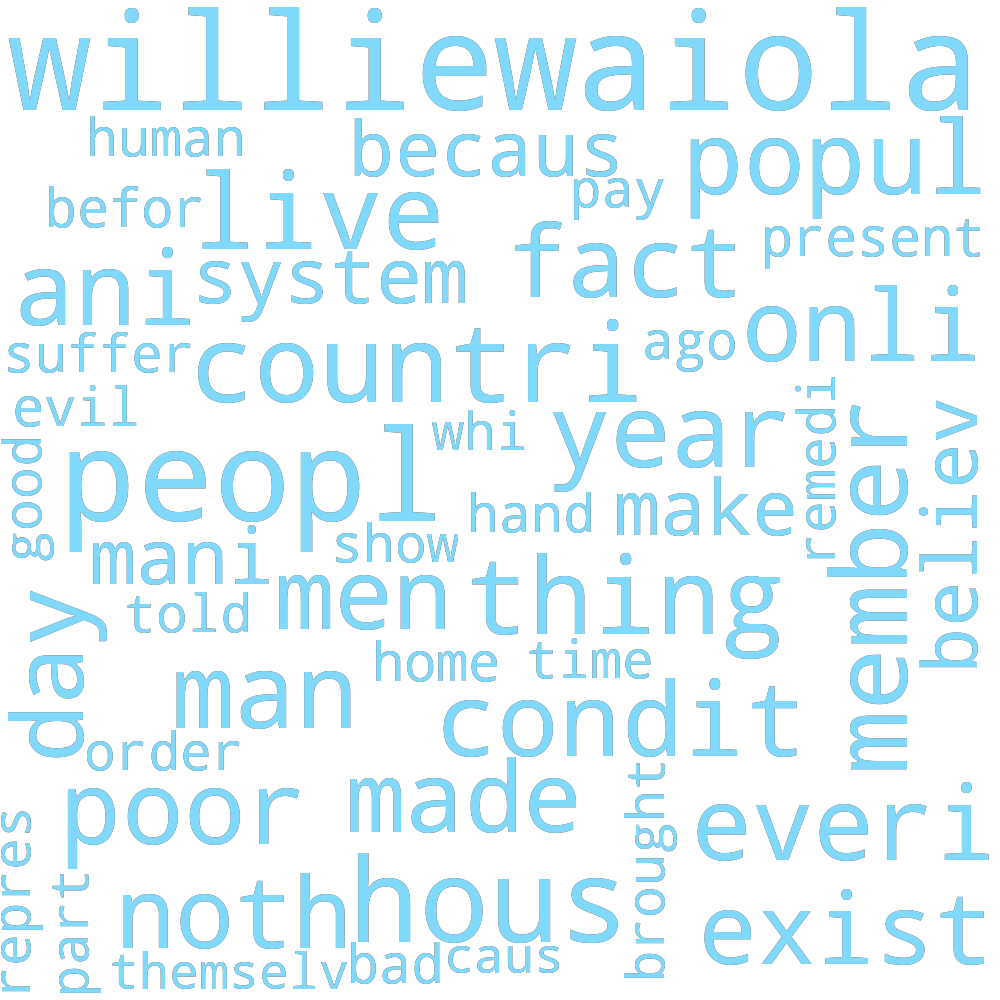 williewaiola
human
becaus
popul
pay
befor
live
fact
present
ani
system
onli
suffer
countri
ago
evil
year
whi
remedi
member
believ
good
peopl
hand
make
show
mani
men
thing
told
day
home
time
man
condit
order
made
poor
brought
everi
repres
part
noth
hous
exist
themselv
bad
caus